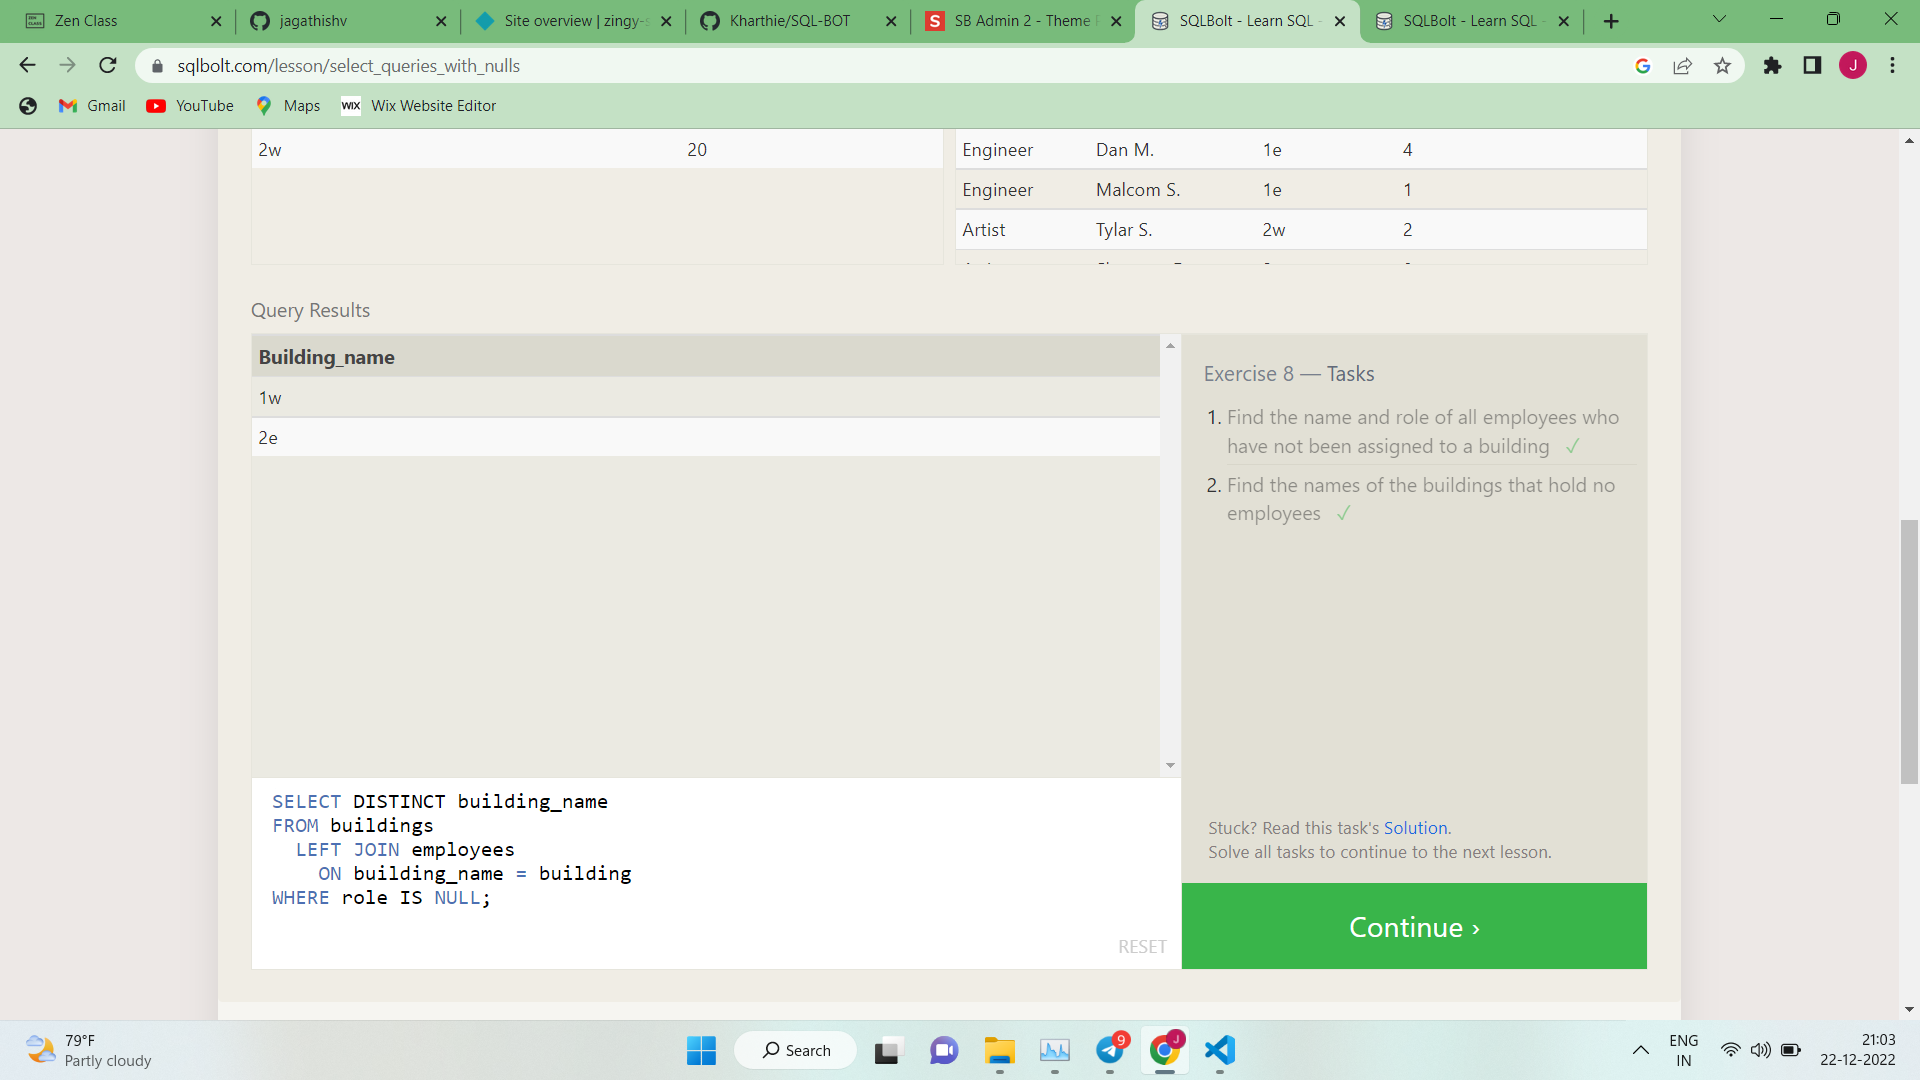 Zen Class
jagathishv
Site overview | zingy-s
Kharthie/SQL-BOT
SB Admin 2 - Theme P
SQLBolt - Learn SQL -
SQLBolt - Learn SQL -
sqlbolt.com/lesson/select_queries_with_nulls
J
Gmail
YouTube
Maps
WIX Wix Website Editor
2w 20
Engineer Dan M. 1e 4
Engineer Malcom S. 1e 1
Artist Tylar S. 2w 2
Query Results
Building_name
1w
2e
Exercise 8 — Tasks
1. Find the name and role of all employees who
have not been assigned to a building ✓
2. Find the names of the buildings that hold no
employees ✓
SELECT DISTINCT building_name
FROM buildings
LEFT JOIN employees
ON building_name = building
WHERE role IS NULL;
RESET
Stuck? Read this task's Solution.
Solve all tasks to continue to the next lesson.
Continue ›
79°F
Partly cloudy
Search
9
J
ENG
IN
21:03
22-12-2022